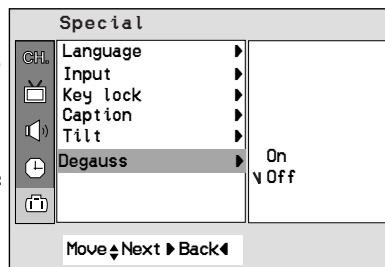 Special
CH.
Language
Input
Key lock
Caption
Tilt
Degauss
On
Off
Move Next Back